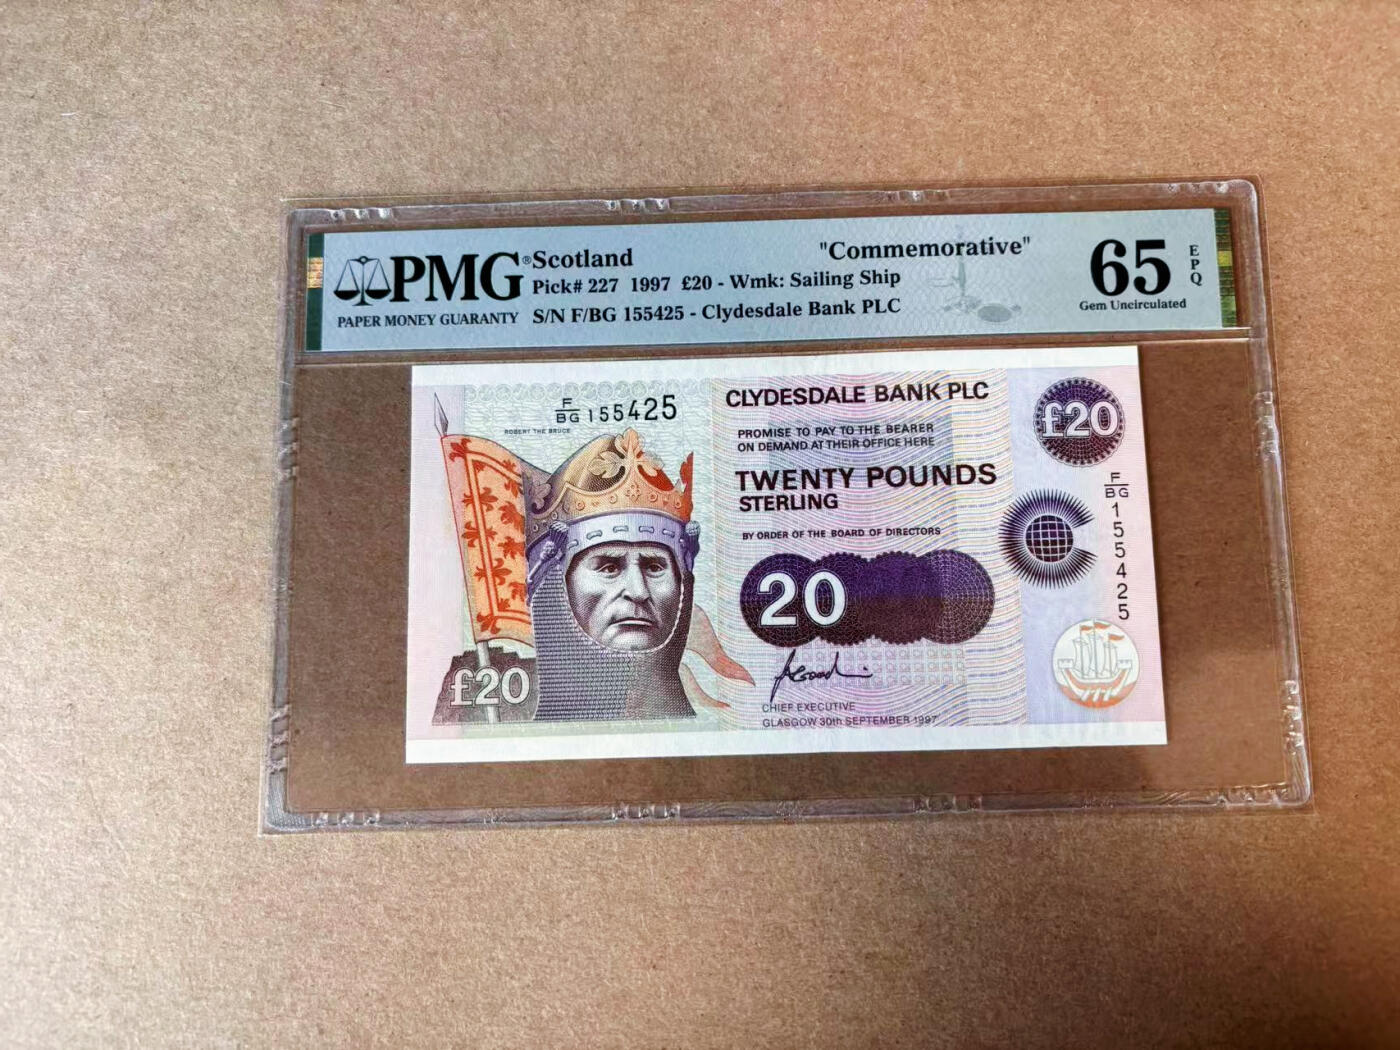 PMG®
PAPER MONEY GUARANTY
Scotland "Commemorative"
Pick# 227 1997 £20 - Wmk: Sailing Ship
S/N F/BG 155425 - Clydesdale Bank PLC
65 EPQ
Gem Uncirculated
F/BG 155425
ROBERT THE BRUCE
CLYDESDALE BANK PLC
PROMISE TO PAY TO THE BEARER
ON DEMAND AT THEIR OFFICE HERE
TWENTY POUNDS
STERLING
BY ORDER OF THE BOARD OF DIRECTORS
20
CHIEF EXECUTIVE
GLASGOW 30th SEPTEMBER 1997
£20
£20
F/BG 155425